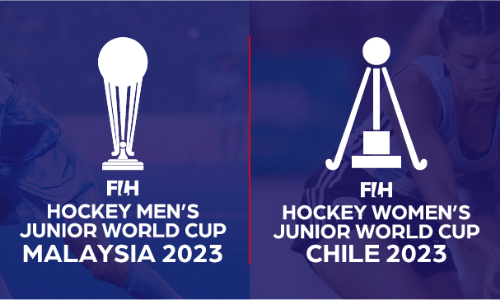 FIH
HOCKEY MEN'S
JUNIOR WORLD CUP
MALAYSIA 2023
FIH
HOCKEY WOMEN'S
JUNIOR WORLD CUP
CHILE 2023